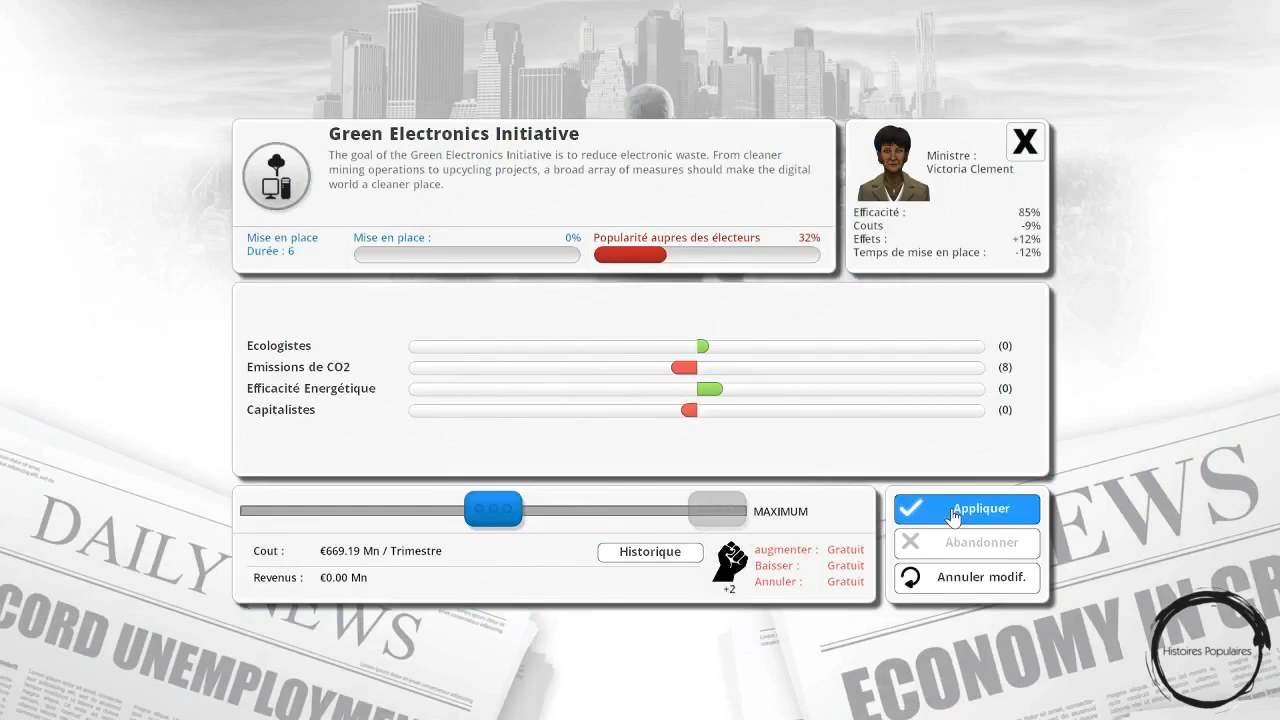 Green Electronics Initiative
The goal of the Green Electronics Initiative is to reduce electronic waste. From cleaner
mining operations to upcycling projects, a broad array of measures should make the digital
world a cleaner place.
Mise en place
Durée : 6
Mise en place : 0%
Popularité aupres des électeurs 32%
X
Ministre :
Victoria Clement
Efficacité : 85%
Couts -9%
Effets : +12%
Temps de mise en place : -12%
Ecologistes (0)
Emissions de CO2 (8)
Efficacité Energétique (0)
Capitalistes (0)
MAXIMUM
Cout : €669.19 Mn / Trimestre
Revenus : €0.00 Mn
Historique
+2
augmenter : Gratuit
Baisser : Gratuit
Annuler : Gratuit
Appliquer
Abandonner
Annuler modif.
DAILY NEWS
CORD UNEMPLOYME
NEWS
ECONOMY IN CR
Histoires Populaires